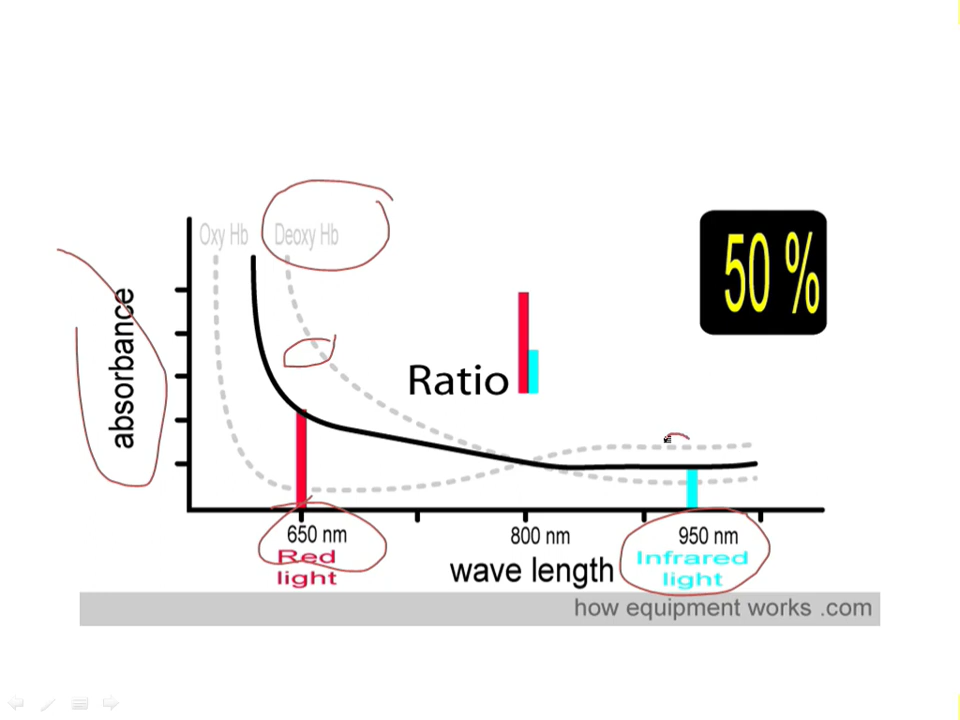 Oxy Hb
Deoxy Hb
50 %
absorbance
Ratio
650 nm
800 nm
950 nm
Red
light
wave length
Infrared
light
how equipment works .com